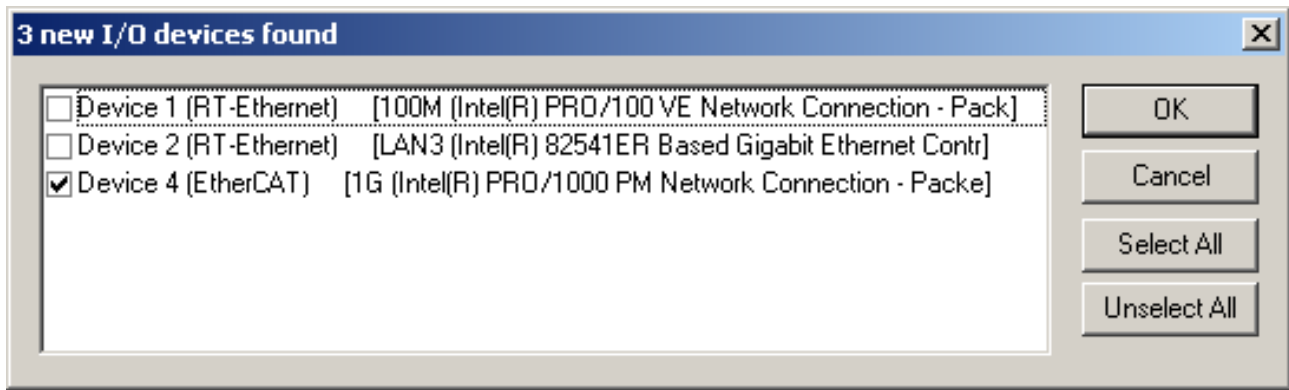 3 new I/O devices found
Device 1 (RT-Ethernet) [100M (Intel(R) PRO/100 VE Network Connection - Pack]
Device 2 (RT-Ethernet) [LAN3 (Intel(R) 82541ER Based Gigabit Ethernet Contr]
Device 4 (EtherCAT) [1G (Intel(R) PRO/1000 PM Network Connection - Packe]
OK
Cancel
Select All
Unselect All